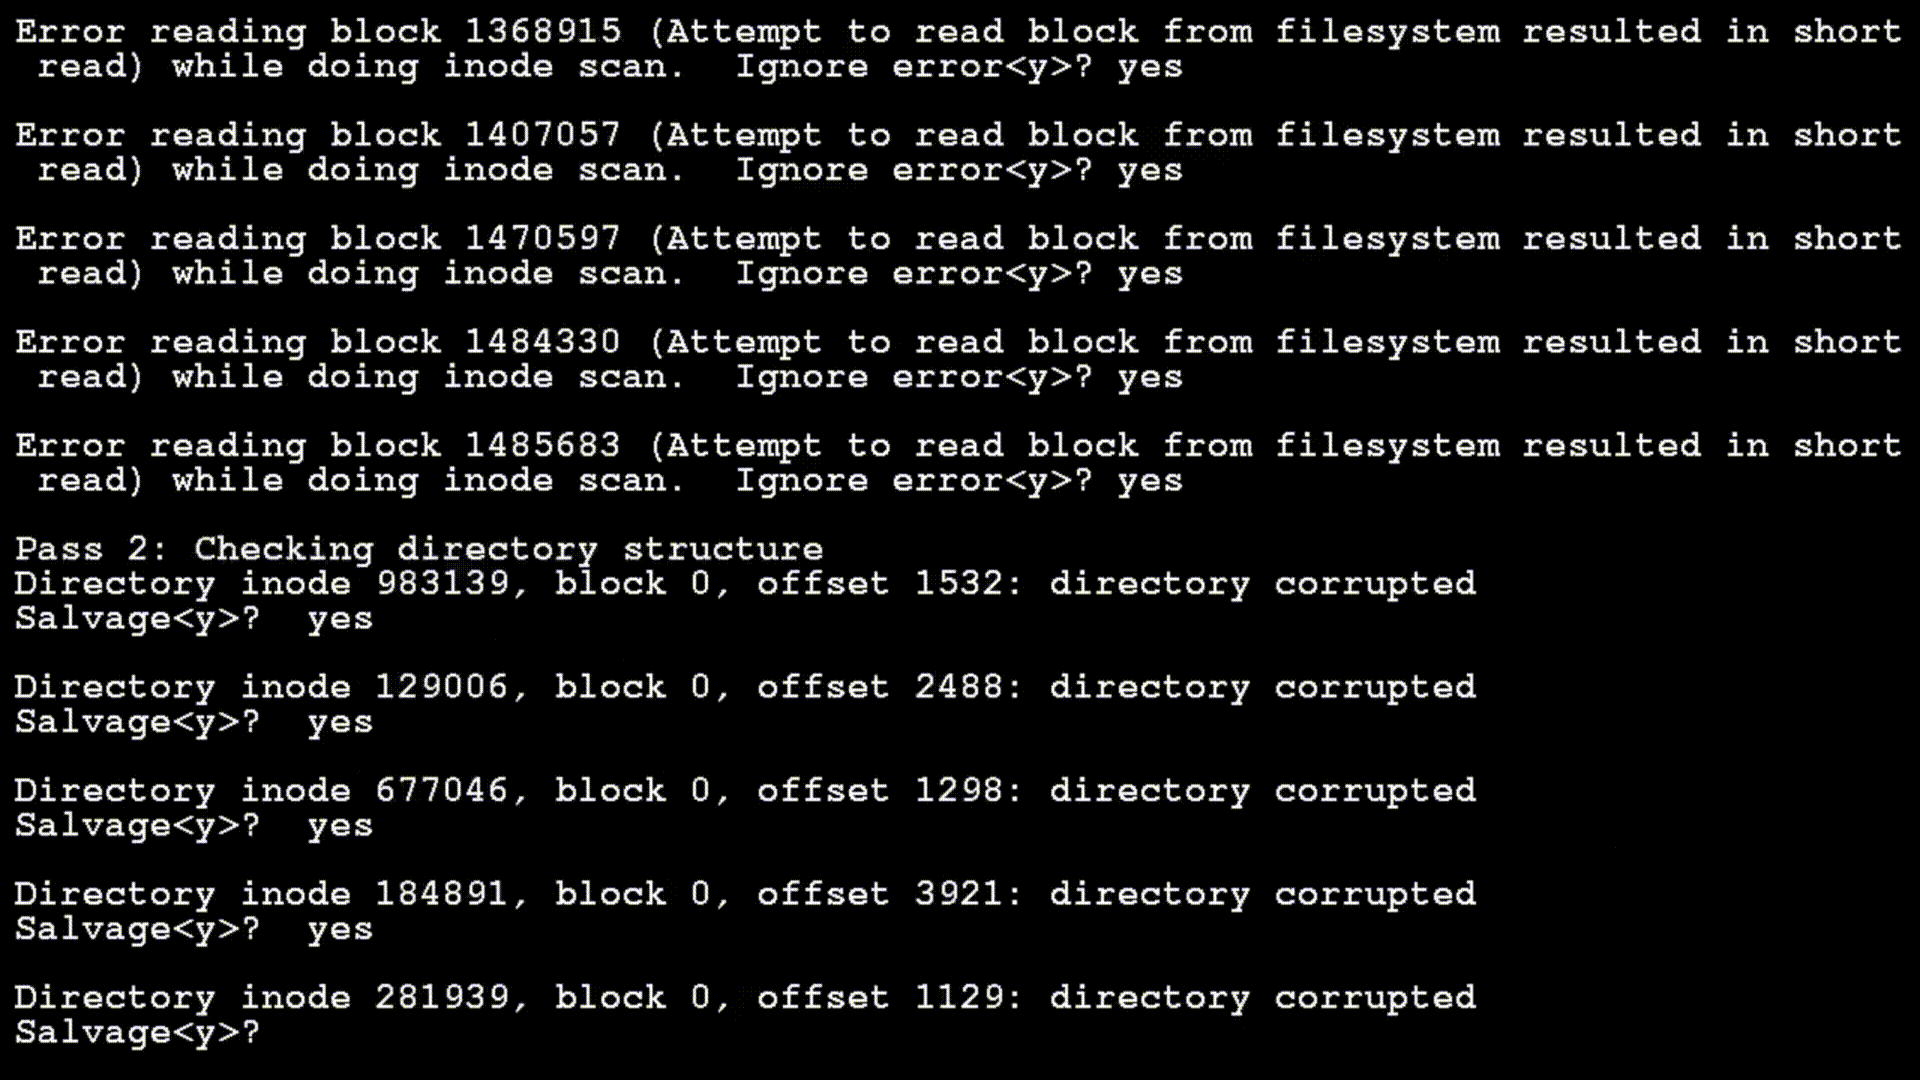 Error reading block 1368915 (Attempt to read block from filesystem resulted in short
 read) while doing inode scan.  Ignore error<y>? yes

Error reading block 1407057 (Attempt to read block from filesystem resulted in short
 read) while doing inode scan.  Ignore error<y>? yes

Error reading block 1470597 (Attempt to read block from filesystem resulted in short
 read) while doing inode scan.  Ignore error<y>? yes

Error reading block 1484330 (Attempt to read block from filesystem resulted in short
 read) while doing inode scan.  Ignore error<y>? yes

Error reading block 1485683 (Attempt to read block from filesystem resulted in short
 read) while doing inode scan.  Ignore error<y>? yes

Pass 2: Checking directory structure
Directory inode 983139, block 0, offset 1532: directory corrupted
Salvage<y>?  yes

Directory inode 129006, block 0, offset 2488: directory corrupted
Salvage<y>?  yes

Directory inode 677046, block 0, offset 1298: directory corrupted
Salvage<y>?  yes

Directory inode 184891, block 0, offset 3921: directory corrupted
Salvage<y>?  yes

Directory inode 281939, block 0, offset 1129: directory corrupted
Salvage<y>?